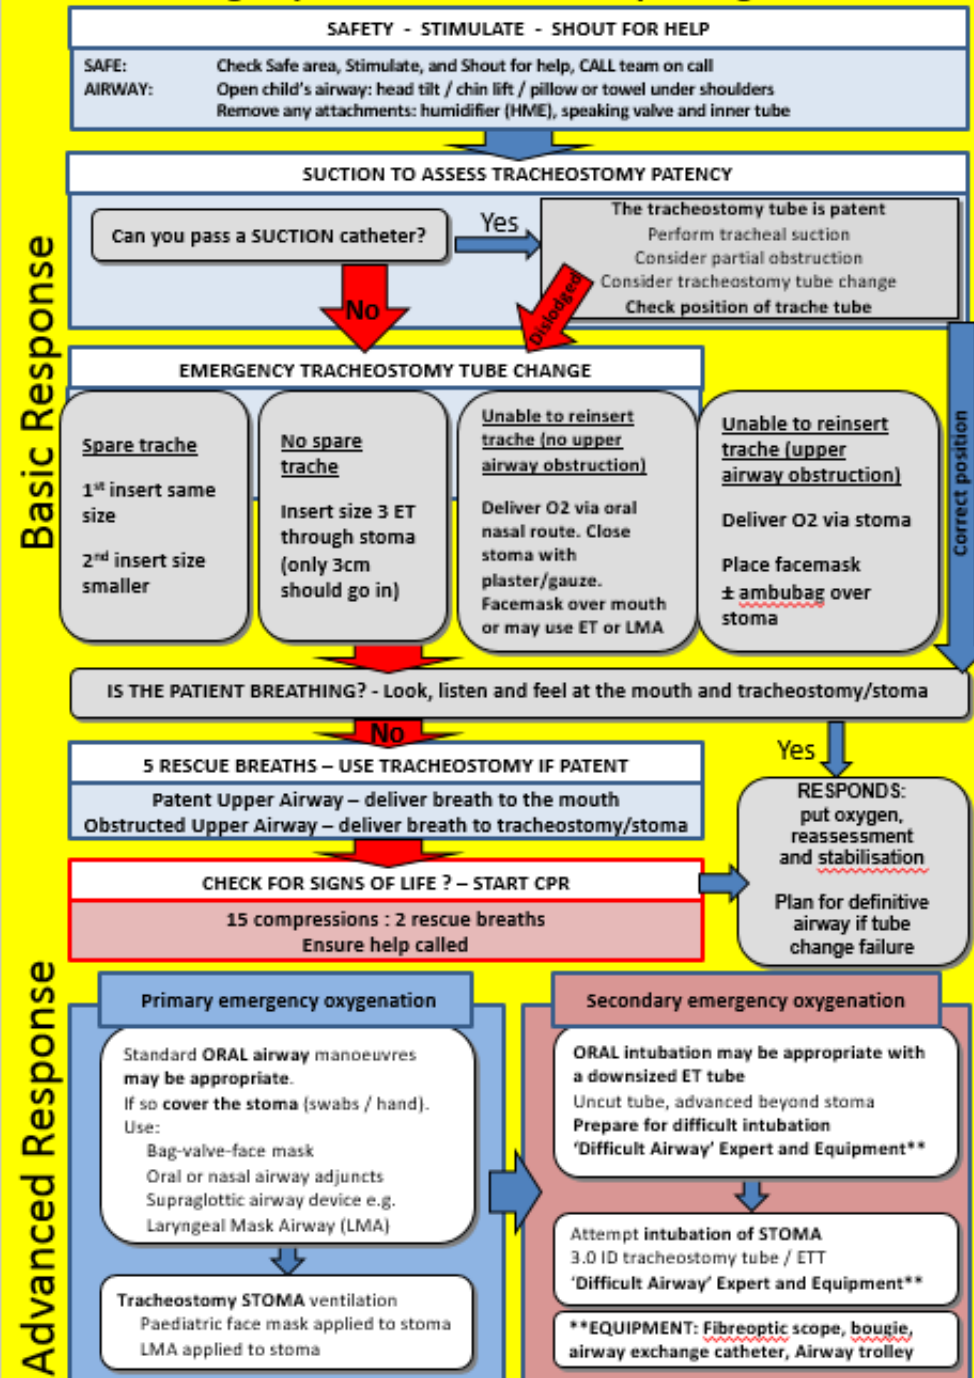 SAFETY - STIMULATE - SHOUT FOR HELP
SAFE: Check Safe area, Stimulate, and Shout for help, CALL team on call
AIRWAY: Open child's airway: head tilt / chin lift / pillow or towel under shoulders
Remove any attachments: humidifier (HME), speaking valve and inner tube
SUCTION TO ASSESS TRACHEOSTOMY PATENCY
Can you pass a SUCTION catheter?
Yes
The tracheostomy tube is patent
Perform tracheal suction
Consider partial obstruction
Consider tracheostomy tube change
Check position of trache tube
No
Dislodged
Correct position
Basic Response
EMERGENCY TRACHEOSTOMY TUBE CHANGE
Spare trache
1st insert same
size
2nd insert size
smaller
No spare
trache
Insert size 3 ET
through stoma
(only 3cm
should go in)
Unable to reinsert
trache (no upper
airway obstruction)
Deliver O2 via oral
nasal route. Close
stoma with
plaster/gauze.
Facemask over mouth
or may use ET or LMA
Unable to reinsert
trache (upper
airway obstruction)
Deliver O2 via stoma
Place facemask
± ambubag over
stoma
IS THE PATIENT BREATHING? - Look, listen and feel at the mouth and tracheostomy/stoma
No
Yes
5 RESCUE BREATHS – USE TRACHEOSTOMY IF PATENT
Patent Upper Airway – deliver breath to the mouth
Obstructed Upper Airway – deliver breath to tracheostomy/stoma
RESPONDS:
put oxygen,
reassessment
and stabilisation
Plan for definitive
airway if tube
change failure
CHECK FOR SIGNS OF LIFE ? – START CPR
15 compressions : 2 rescue breaths
Ensure help called
Advanced Response
Primary emergency oxygenation
Standard ORAL airway manoeuvres
may be appropriate.
If so cover the stoma (swabs / hand).
Use:
Bag-valve-face mask
Oral or nasal airway adjuncts
Supraglottic airway device e.g.
Laryngeal Mask Airway (LMA)
Tracheostomy STOMA ventilation
Paediatric face mask applied to stoma
LMA applied to stoma
Secondary emergency oxygenation
ORAL intubation may be appropriate with
a downsized ET tube
Uncut tube, advanced beyond stoma
Prepare for difficult intubation
'Difficult Airway' Expert and Equipment**
Attempt intubation of STOMA
3.0 ID tracheostomy tube / ETT
'Difficult Airway' Expert and Equipment**
**EQUIPMENT: Fibreoptic scope, bougie,
airway exchange catheter, Airway trolley